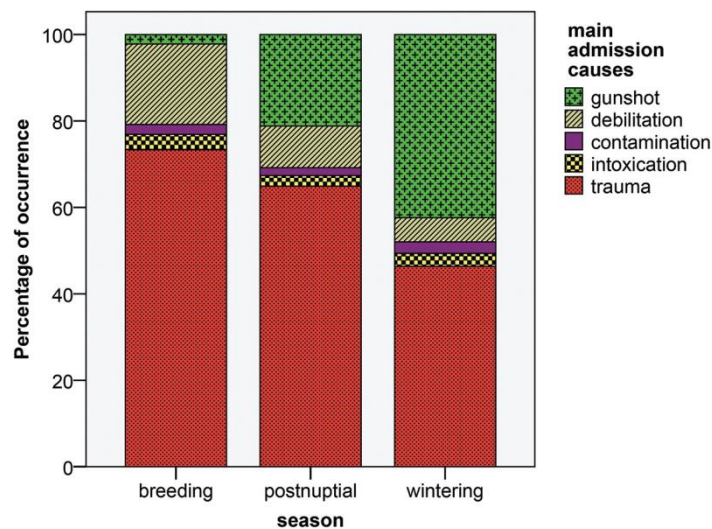 Percentage of occurrence
100
80
60
40
20
0
breeding
postnuptial
wintering
season
main
admission
causes
gunshot
debilitation
contamination
intoxication
trauma